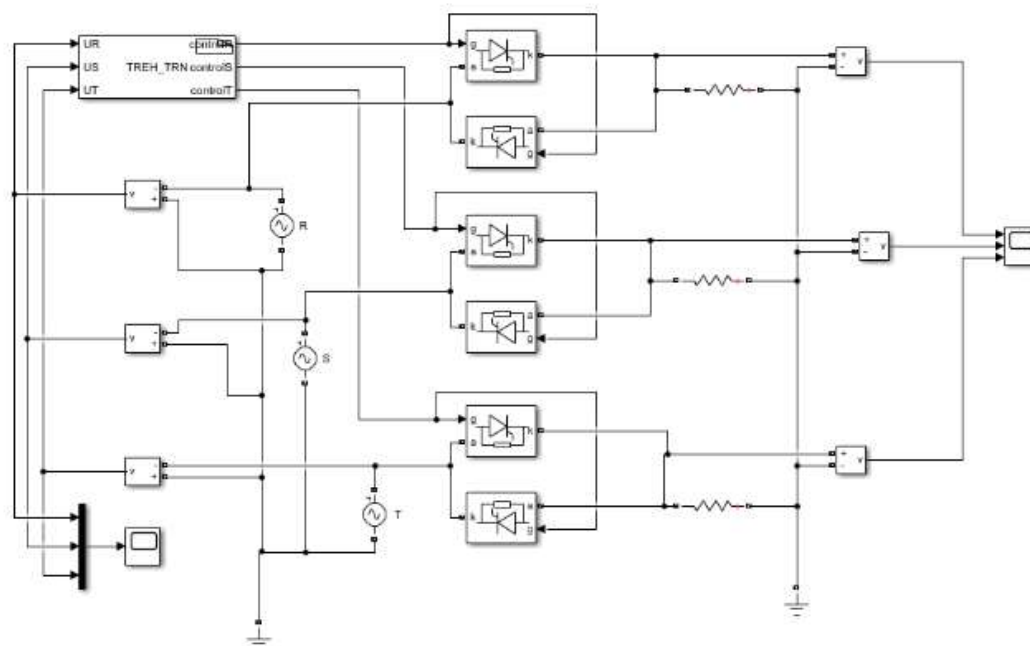 UR
US
UT
TREH_TRN
controlS
controlT
g
a
k
k
a
g
+
-
v
v
-
+
R
g
a
k
k
a
g
+
-
v
v
-
+
S
g
a
k
k
a
g
+
-
v
v
-
+
T